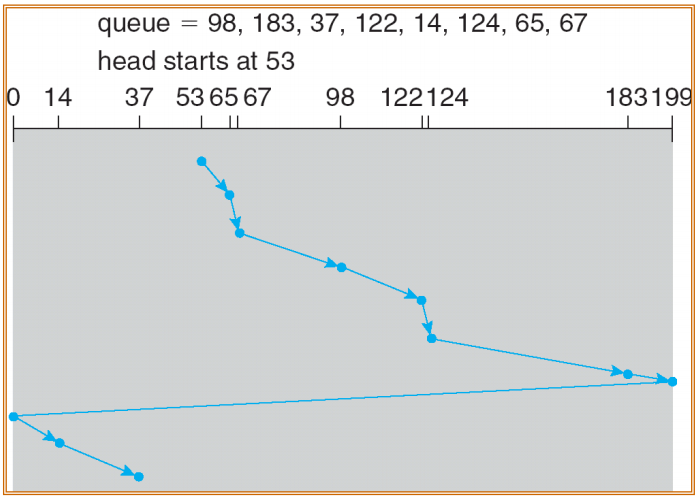 queue = 98, 183, 37, 122, 14, 124, 65, 67
head starts at 53
0 14 37 53 65 67 98 122 124 183 199